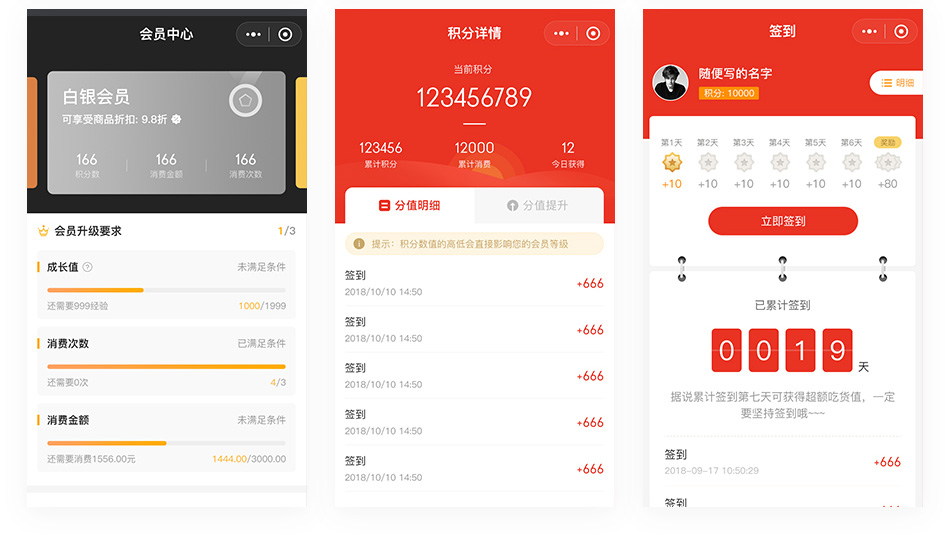 会员中心
白银会员
可享受商品折扣: 9.8折
166
166
166
积分数
消费金额
消费次数
会员升级要求
1/3
成长值
未满足条件
还需要999经验
1000/1999
消费次数
已满足条件
还需要0次
4/3
消费金额
未满足条件
还需要消费1556.00元
1444.00/3000.00
积分详情
当前积分
123456789
123456
12000
12
累计积分
累计消费
今日获得
分值明细
分值提升
提示：积分数值的高低会直接影响您的会员等级
签到
2018/10/10 14:50
+666
签到
2018/10/10 14:50
+666
签到
2018/10/10 14:50
+666
签到
2018/10/10 14:50
+666
签到
2018/10/10 14:50
+666
签到
随便写的名字
积分: 10000
明细
第1天
第2天
第3天
第4天
第5天
第6天
奖励
+10
+10
+10
+10
+10
+10
+80
立即签到
已累计签到
0019
天
据说累计签到第七天可获得超额吃货值，一定
要坚持签到哦~~~
签到
2018-09-17 10:50:29
+666
签到